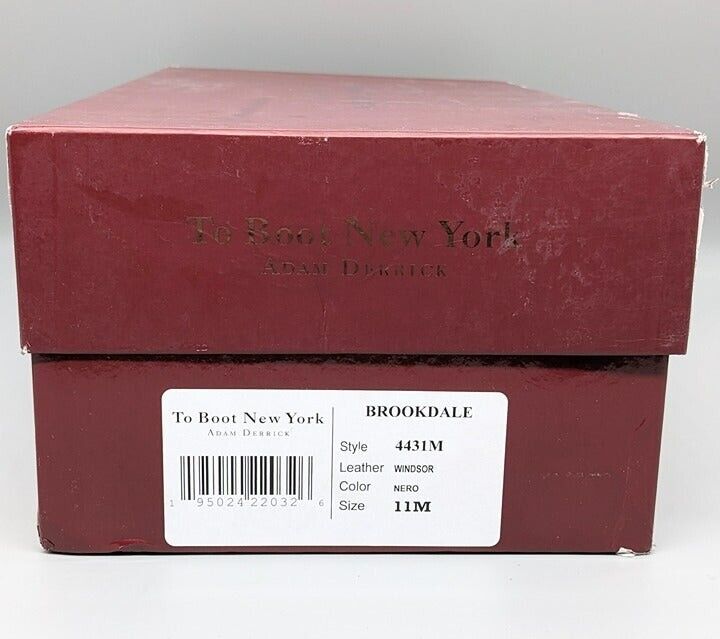 To Boot New York
ADAM DERRICK
To Boot New York
ADAM DERRICK
1 95024 22032 6
BROOKDALE
Style 4431M
Leather WINDSOR
Color NERO
Size 11M